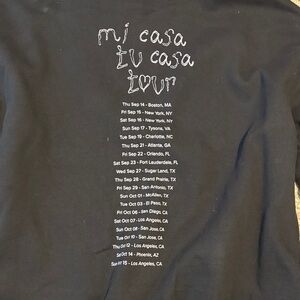 mi casa
tu casa
tour
Thu Sep 14 - Boston, MA
Fri Sep 15 - New York, NY
Sat Sep 16 - New York, NY
Sun Sep 17 - Tysons, VA
Tue Sep 19 - Charlotte, NC
Thu Sep 21 - Atlanta, GA
Fri Sep 22 - Orlando, FL
Sat Sep 23 - Fort Lauderdale, FL
Wed Sep 27 - Sugar Land, TX
Thu Sep 28 - Grand Prairie, TX
Fri Sep 29 - San Antonio, TX
Sun Oct 01 - McAllen, TX
Tue Oct 03 - El Paso, TX
Fri Oct 06 - San Diego, CA
Sat Oct 07 - Los Angeles, CA
Sun Oct 08 - San Jose, CA
Tue Oct 10 - San Jose, CA
Thu Oct 12 - Los Angeles, CA
Sat Oct 14 - Phoenix, AZ
Sun Oct 15 - Los Angeles, CA